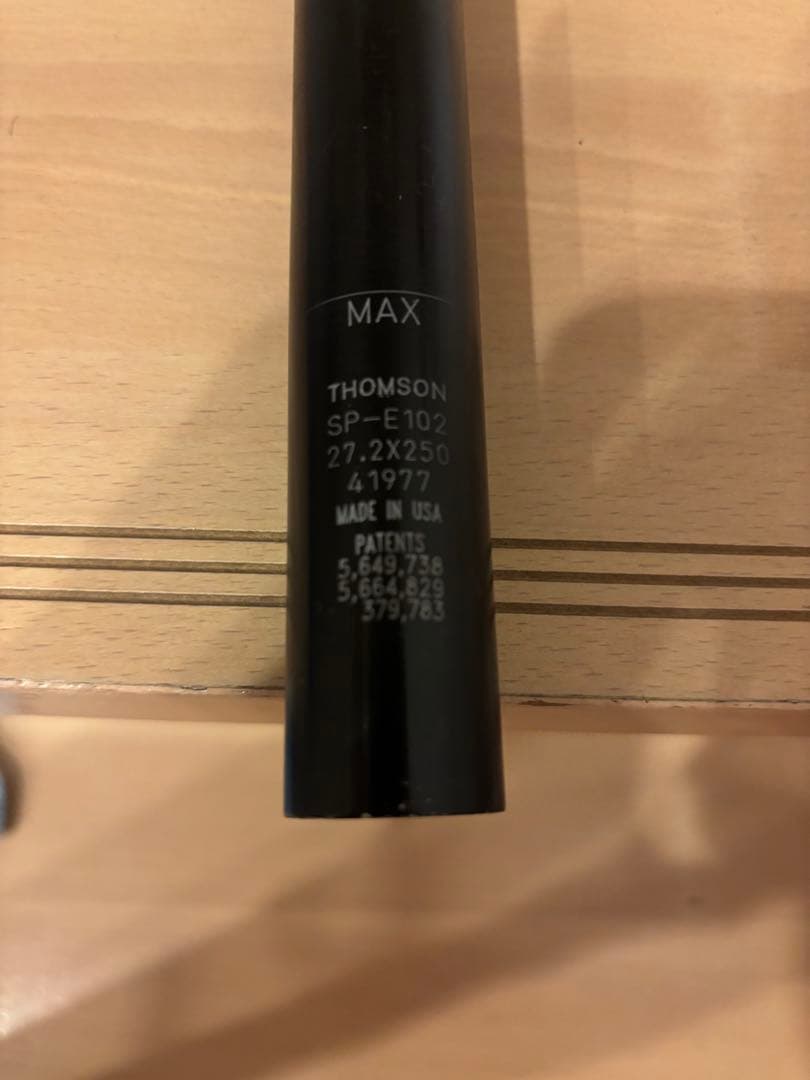 MAX
THOMSON
SP-E102
27.2X250
41977
MADE IN USA
PATENTS
5,649,738
5,664,829
379,783